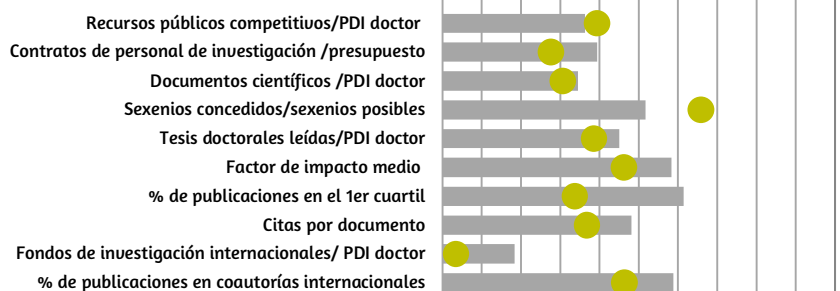 Recursos públicos competitivos/PDI doctor
Contratos de personal de investigación /presupuesto
Documentos científicos /PDI doctor
Sexenios concedidos/sexenios posibles
Tesis doctorales leídas/PDI doctor
Factor de impacto medio
% de publicaciones en el 1er cuartil
Citas por documento
Fondos de investigación internacionales/ PDI doctor
% de publicaciones en coautorías internacionales